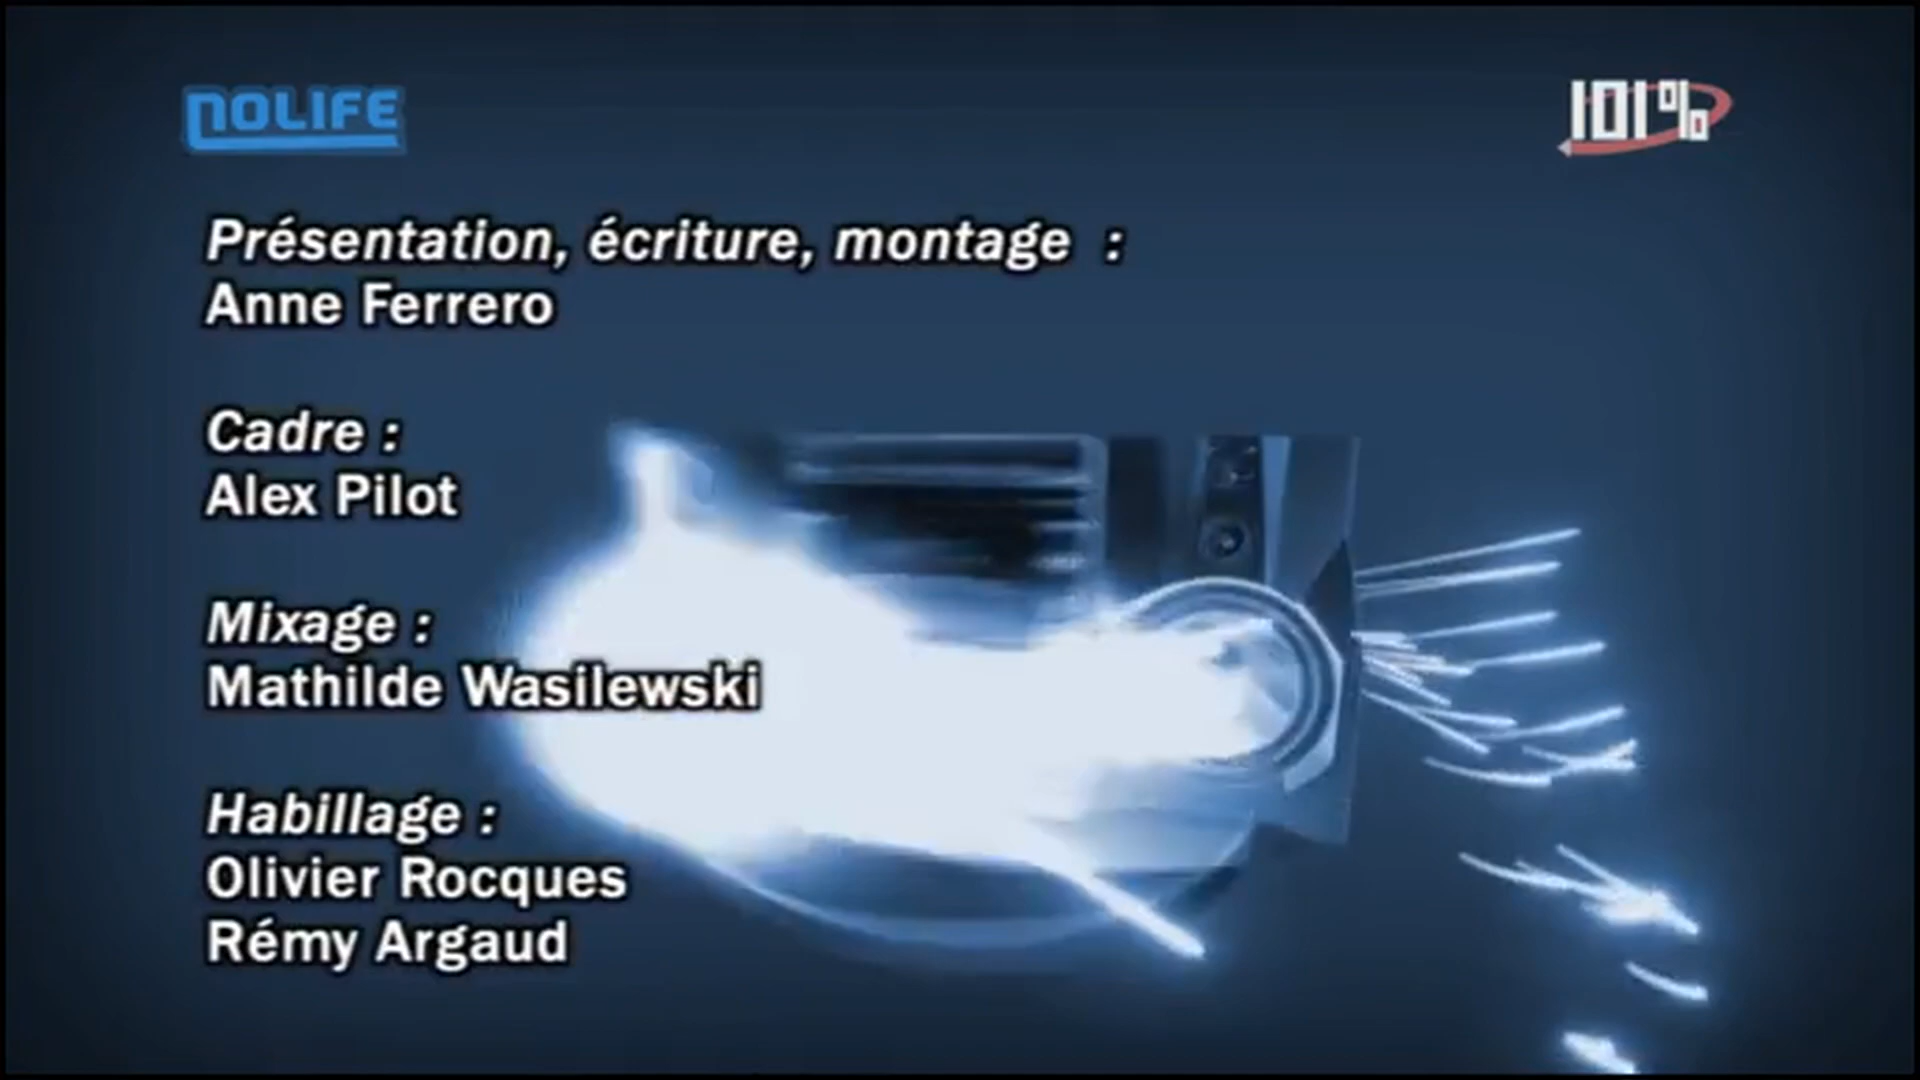 NOLIFE
101%
Présentation, écriture, montage :
Anne Ferrero
Cadre :
Alex Pilot
Mixage :
Mathilde Wasilewski
Habillage :
Olivier Rocques
Rémy Argaud